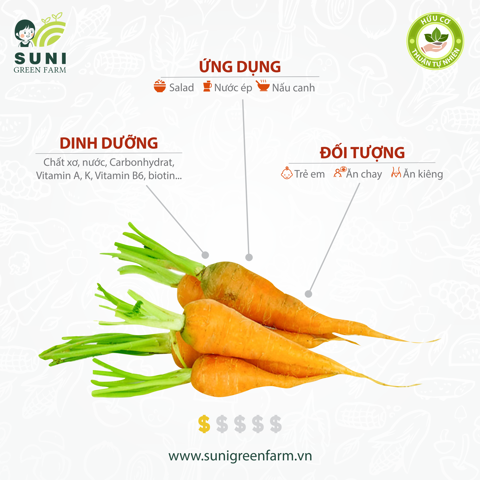 SUNI
GREEN FARM
HỮU CƠ
THUẬN TỰ NHIÊN
ỨNG DỤNG
Salad Nước ép Nấu canh
DINH DƯỠNG
Chất xơ, nước, Carbonhydrat,
Vitamin A, K, Vitamin B6, biotin...
ĐỐI TƯỢNG
Trẻ em Ăn chay Ăn kiêng
$ $ $ $ $
www.sunigreenfarm.vn